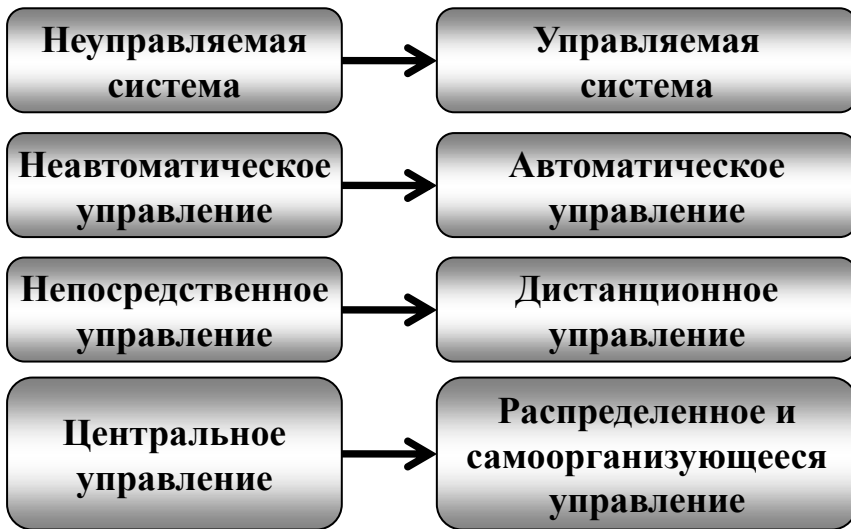 Неуправляемая
система
Управляемая
система
Неавтоматическое
управление
Автоматическое
управление
Непосредственное
управление
Дистанционное
управление
Центральное
управление
Распределенное и
самоорганизующееся
управление